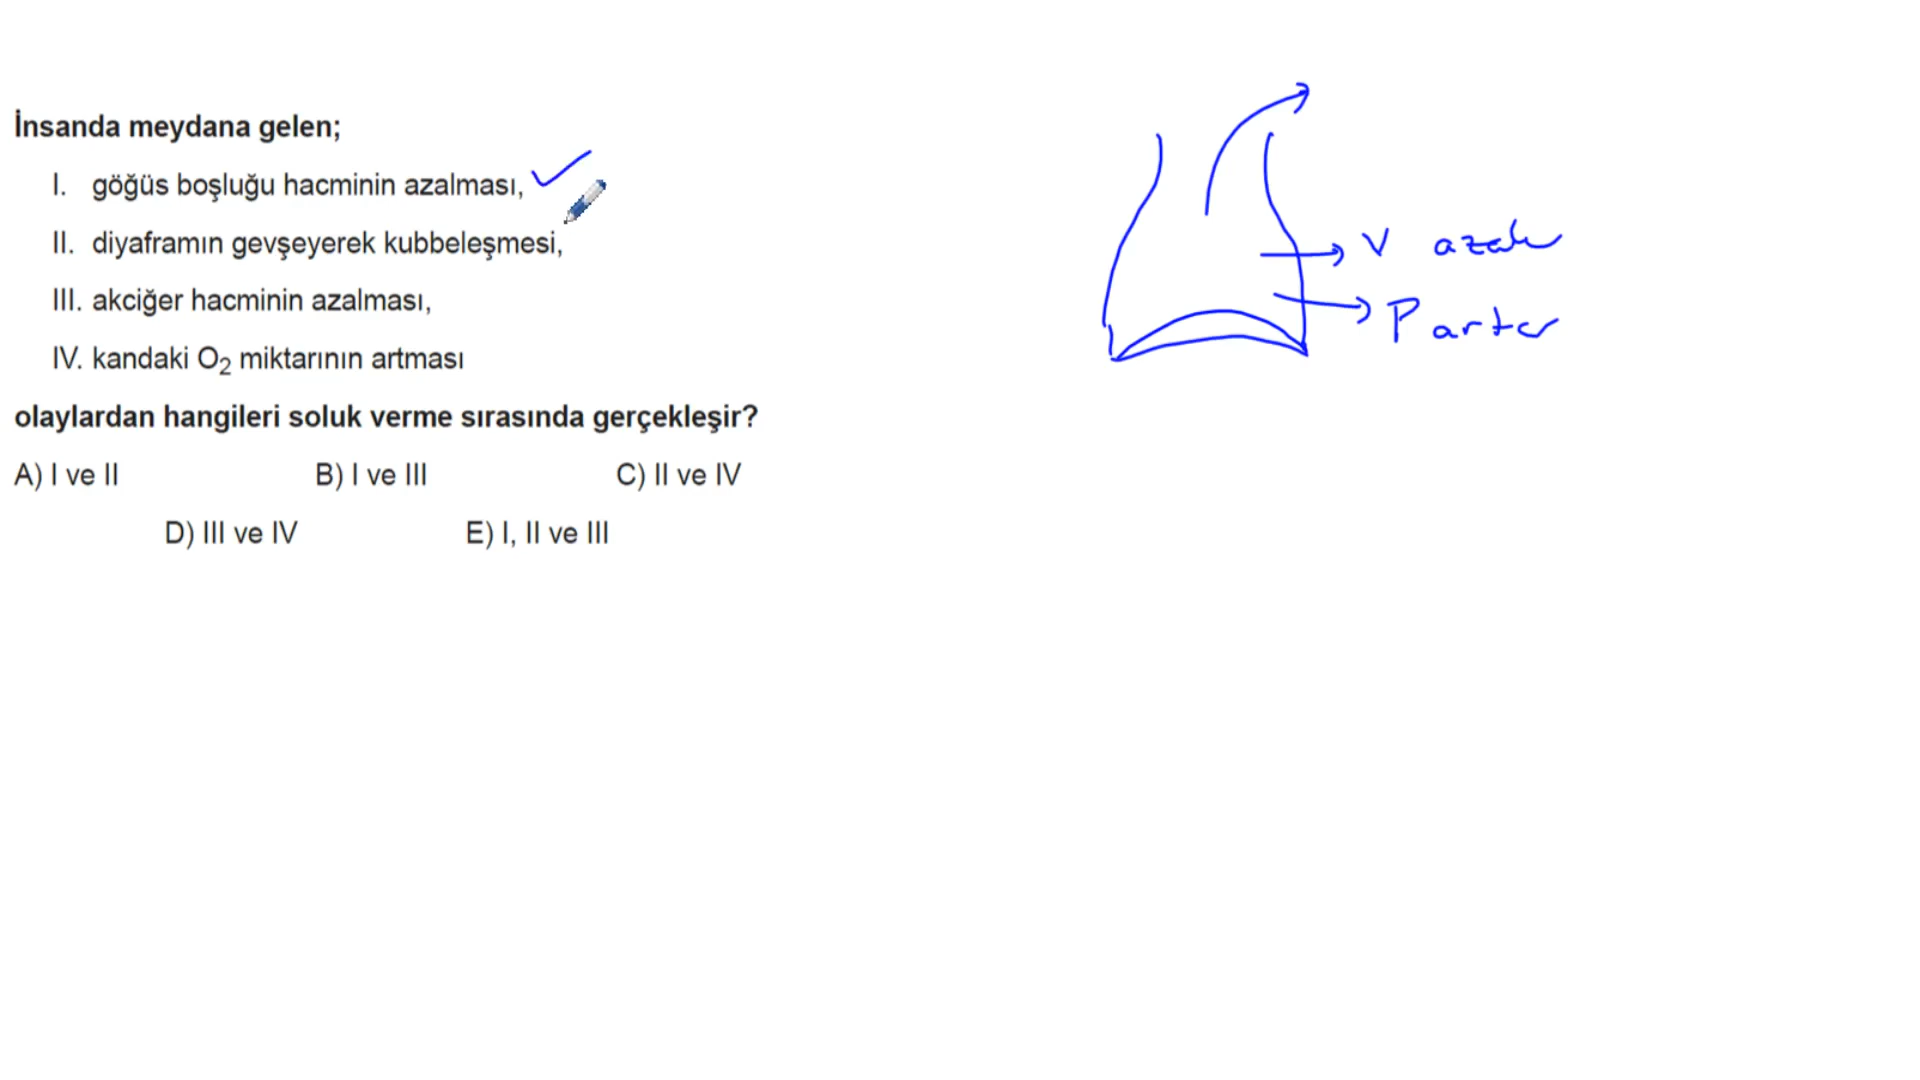 İnsanda meydana gelen;
I. göğüs boşluğu hacminin azalması,
II. diyaframın gevşeyerek kubbeleşmesi,
III. akciğer hacminin azalması,
IV. kandaki O₂ miktarının artması
olaylardan hangileri soluk verme sırasında gerçekleşir?
A) I ve II B) I ve III C) II ve IV
D) III ve IV E) I, II ve III
V azalır
P artar